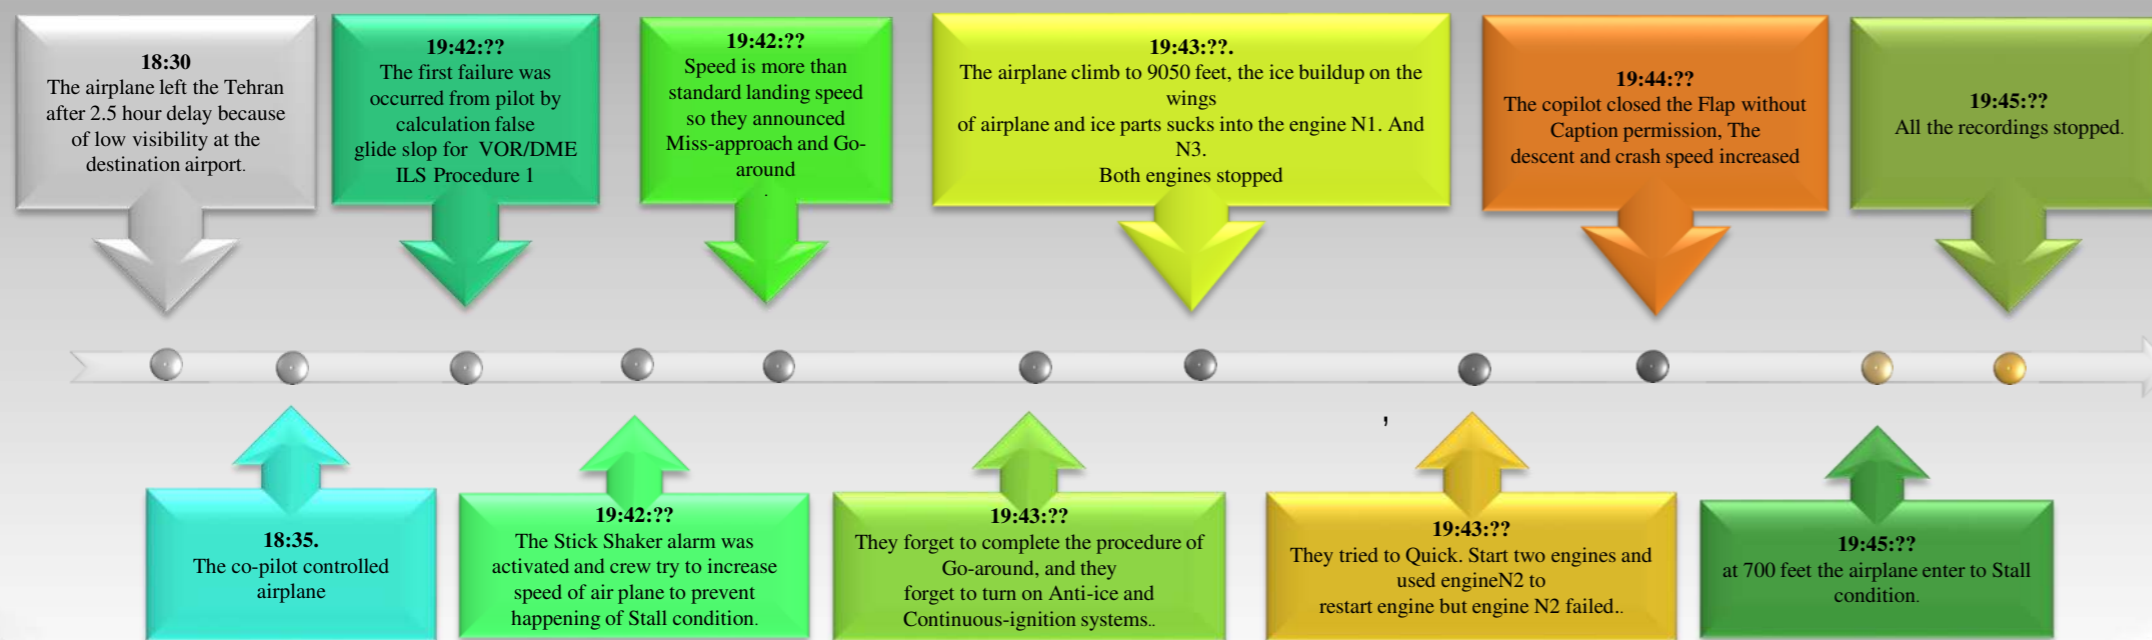 18:30
The airplane left the Tehran
after 2.5 hour delay because
of low visibility at the
destination airport.
19:42:??
The first failure was
occurred from pilot by
calculation false
glide slop for VOR/DME
ILS Procedure 1
19:42:??
Speed is more than
standard landing speed
so they announced
Miss-approach and Go-
around
.
19:43:??.
The airplane climb to 9050 feet, the ice buildup on the
wings
of airplane and ice parts sucks into the engine N1. And
N3.
Both engines stopped
19:44:??
The copilot closed the Flap without
Caption permission, The
descent and crash speed increased
19:45:??
All the recordings stopped.
,
18:35.
The co-pilot controlled
airplane
19:42:??
The Stick Shaker alarm was
activated and crew try to increase
speed of air plane to prevent
happening of Stall condition.
19:43:??
They forget to complete the procedure of
Go-around, and they
forget to turn on Anti-ice and
Continuous-ignition systems..
19:43:??
They tried to Quick. Start two engines and
used engineN2 to
restart engine but engine N2 failed..
19:45:??
at 700 feet the airplane enter to Stall
condition.